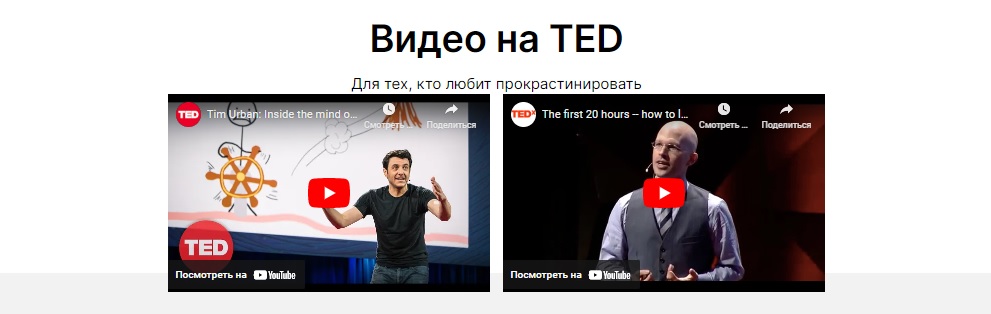 Видео на TED
Для тех, кто любит прокрастинировать
TED Tim Urban: Inside the mind o... Смотреть ... Поделиться
TEDx The first 20 hours -- how to l... Смотреть ... Поделиться
TED
Посмотреть на YouTube
Посмотреть на YouTube